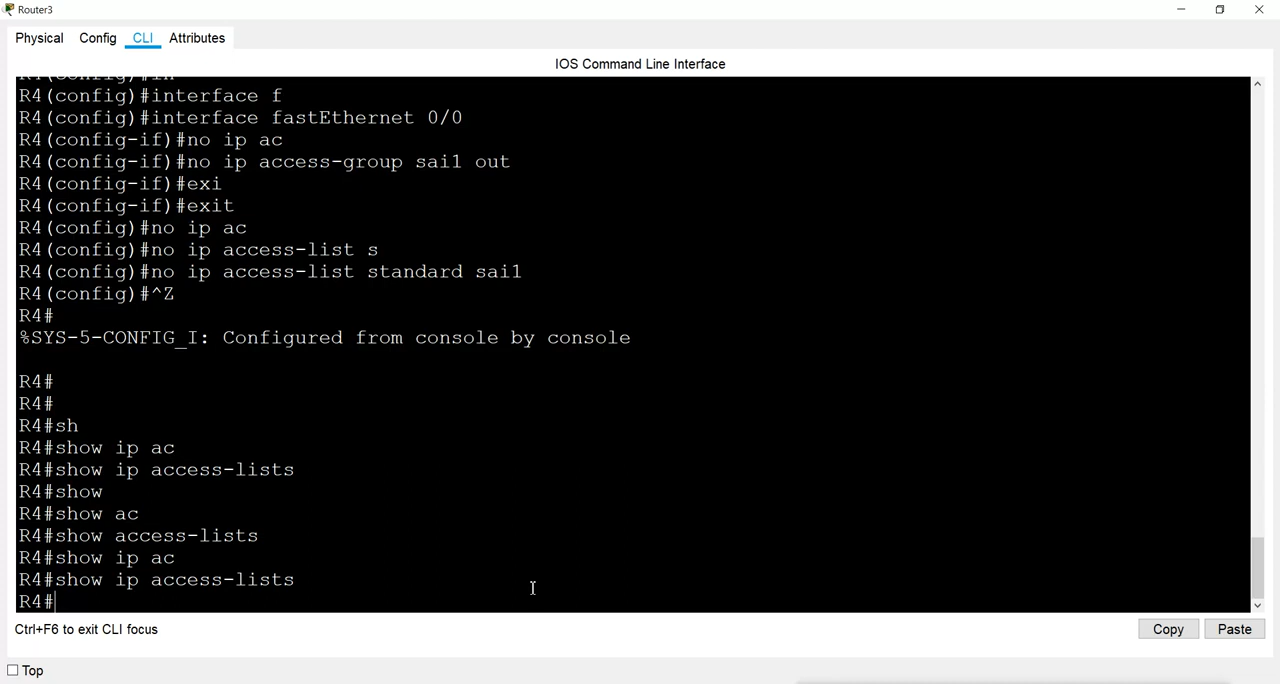 Router3
Physical Config CLI Attributes
IOS Command Line Interface
R4(config)#in
R4(config)#interface f
R4(config)#interface fastEthernet 0/0
R4(config-if)#no ip ac
R4(config-if)#no ip access-group sai1 out
R4(config-if)#exi
R4(config-if)#exit
R4(config)#no ip ac
R4(config)#no ip access-list s
R4(config)#no ip access-list standard sai1
R4(config)#^Z
R4#
%SYS-5-CONFIG_I: Configured from console by console
R4#
R4#
R4#sh
R4#show ip ac
R4#show ip access-lists
R4#show
R4#show ac
R4#show access-lists
R4#show ip ac
R4#show ip access-lists
R4#
Ctrl+F6 to exit CLI focus
Copy Paste
Top